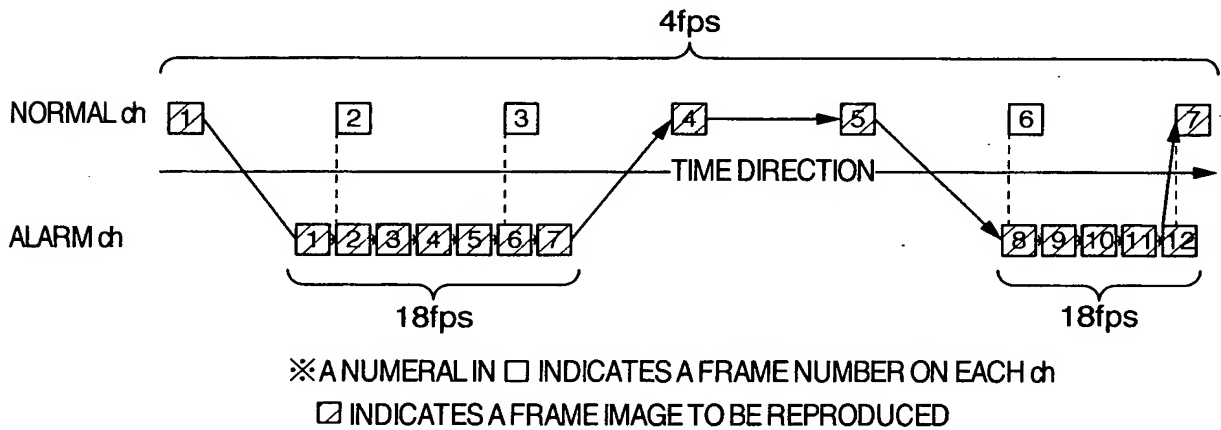 4fps
NORMAL ch
1 2 3 4 5 6 7
TIME DIRECTION
ALARM ch
1 2 3 4 5 6 7 8 9 10 11 12
18fps 18fps
※A NUMERAL IN □ INDICATES A FRAME NUMBER ON EACH ch
INDICATES A FRAME IMAGE TO BE REPRODUCED